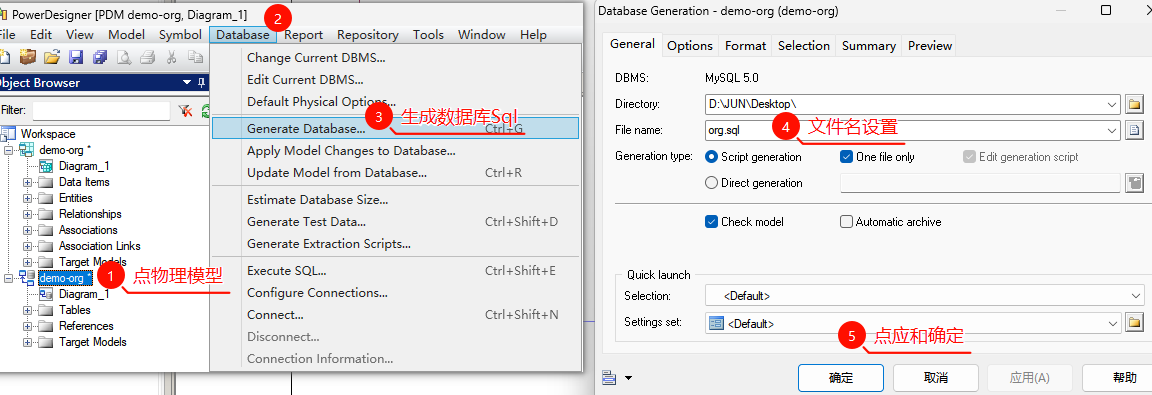 PowerDesigner [PDM demo-org, Diagram_1]
2
File Edit View Model Symbol Database Report Repository Tools Window Help
Object Browser
Filter:
Workspace
demo-org *
Diagram_1
Data Items
Entities
Relationships
Associations
Association Links
Target Models
demo-org *
1 点物理模型
Diagram_1
Tables
References
Target Models
Change Current DBMS...
Edit Current DBMS...
Default Physical Options...
3 生成数据库Sql
Generate Database... Ctrl+G
Apply Model Changes to Database...
Update Model from Database... Ctrl+R
Estimate Database Size...
Generate Test Data... Ctrl+Shift+D
Generate Extraction Scripts...
Execute SQL... Ctrl+Shift+E
Configure Connections...
Connect... Ctrl+Shift+N
Disconnect...
Connection Information...
Database Generation - demo-org (demo-org)
General Options Format Selection Summary Preview
DBMS: MySQL 5.0
Directory: D:\JUN\Desktop\
File name: org.sql
4 文件名设置
Generation type: Script generation One file only Edit generation script
Direct generation
Check model Automatic archive
Quick launch
Selection: <Default>
Settings set: <Default>
5 点应和确定
确定 取消 应用(A) 帮助